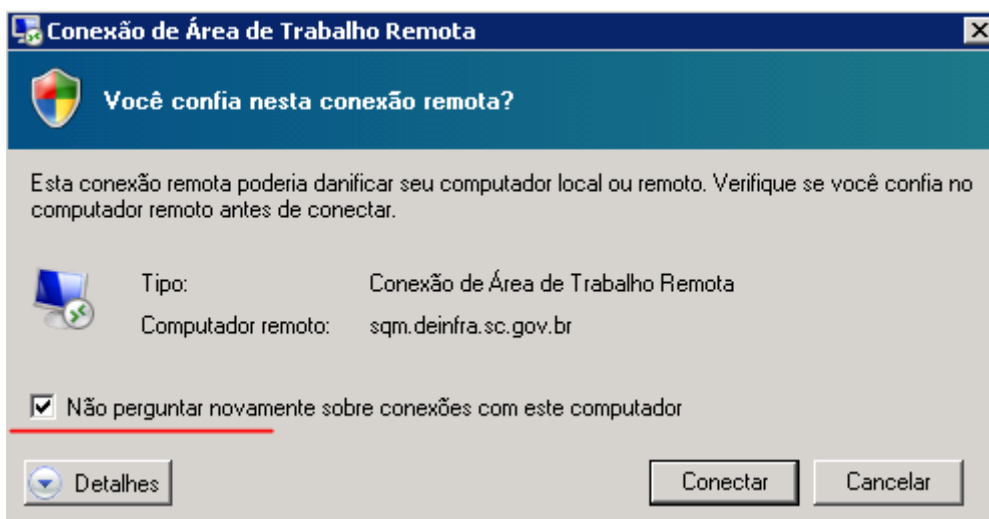 Conexão de Área de Trabalho Remota
Você confia nesta conexão remota?
Esta conexão remota poderia danificar seu computador local ou remoto. Verifique se você confia no
computador remoto antes de conectar.
Tipo: Conexão de Área de Trabalho Remota
Computador remoto: sqm.deinfra.sc.gov.br
Não perguntar novamente sobre conexões com este computador
Detalhes Conectar Cancelar